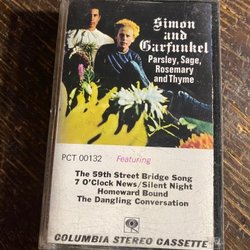 Simon and
Garfunkel
Parsley, Sage,
Rosemary
and Thyme
PCT 00132 Featuring
The 59th Street Bridge Song
7 O'Clock News/Silent Night
Homeward Bound
The Dangling Conversation
COLUMBIA STEREO CASSETTE